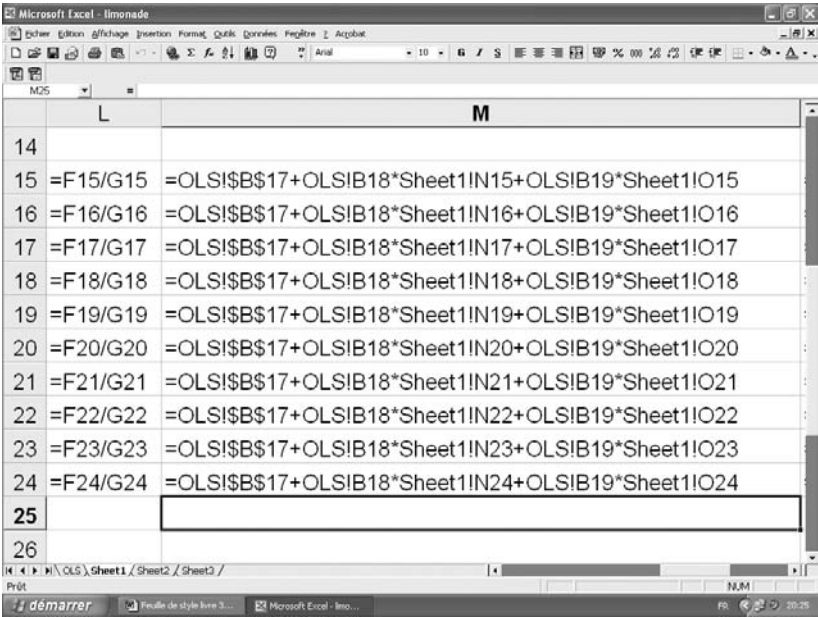 Microsoft Excel - limonade
Fichier Edition Affichage Insertion Format Outils Données Fenêtre ? Acrobat
Arial 10 G I S % 000
M25 =
L M
14
15 =F15/G15 =OLS!$B$17+OLS!B18*Sheet1!N15+OLS!B19*Sheet1!O15
16 =F16/G16 =OLS!$B$17+OLS!B18*Sheet1!N16+OLS!B19*Sheet1!O16
17 =F17/G17 =OLS!$B$17+OLS!B18*Sheet1!N17+OLS!B19*Sheet1!O17
18 =F18/G18 =OLS!$B$17+OLS!B18*Sheet1!N18+OLS!B19*Sheet1!O18
19 =F19/G19 =OLS!$B$17+OLS!B18*Sheet1!N19+OLS!B19*Sheet1!O19
20 =F20/G20 =OLS!$B$17+OLS!B18*Sheet1!N20+OLS!B19*Sheet1!O20
21 =F21/G21 =OLS!$B$17+OLS!B18*Sheet1!N21+OLS!B19*Sheet1!O21
22 =F22/G22 =OLS!$B$17+OLS!B18*Sheet1!N22+OLS!B19*Sheet1!O22
23 =F23/G23 =OLS!$B$17+OLS!B18*Sheet1!N23+OLS!B19*Sheet1!O23
24 =F24/G24 =OLS!$B$17+OLS!B18*Sheet1!N24+OLS!B19*Sheet1!O24
25
26
OLS Sheet1 Sheet2 Sheet3
Prêt NUM
démarrer Feuille de style livre 3... Microsoft Excel - limo... FR 20:25